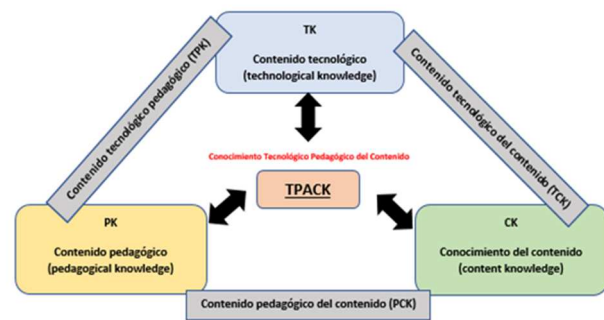 TK
Contenido tecnológico
(technological knowledge)
Contenido tecnológico pedagógico (TPK)
Contenido tecnológico del contenido (TCK)
Conocimiento Tecnológico Pedagógico del Contenido
TPACK
PK
Contenido pedagógico
(pedagogical knowledge)
CK
Conocimiento del contenido
(content knowledge)
Contenido pedagógico del contenido (PCK)